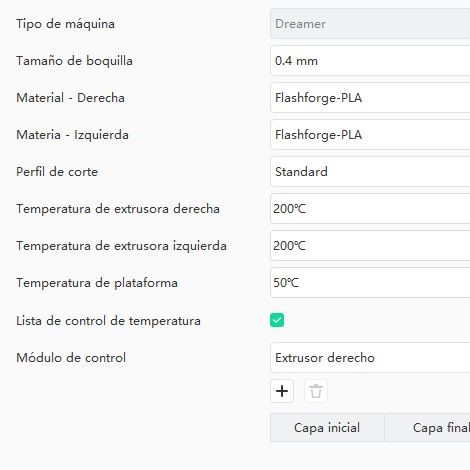 Tipo de máquina Dreamer
Tamaño de boquilla 0.4 mm
Material - Derecha Flashforge-PLA
Materia - Izquierda Flashforge-PLA
Perfil de corte Standard
Temperatura de extrusora derecha 200℃
Temperatura de extrusora izquierda 200℃
Temperatura de plataforma 50℃
Lista de control de temperatura
Módulo de control Extrusor derecho
Capa inicial Capa final